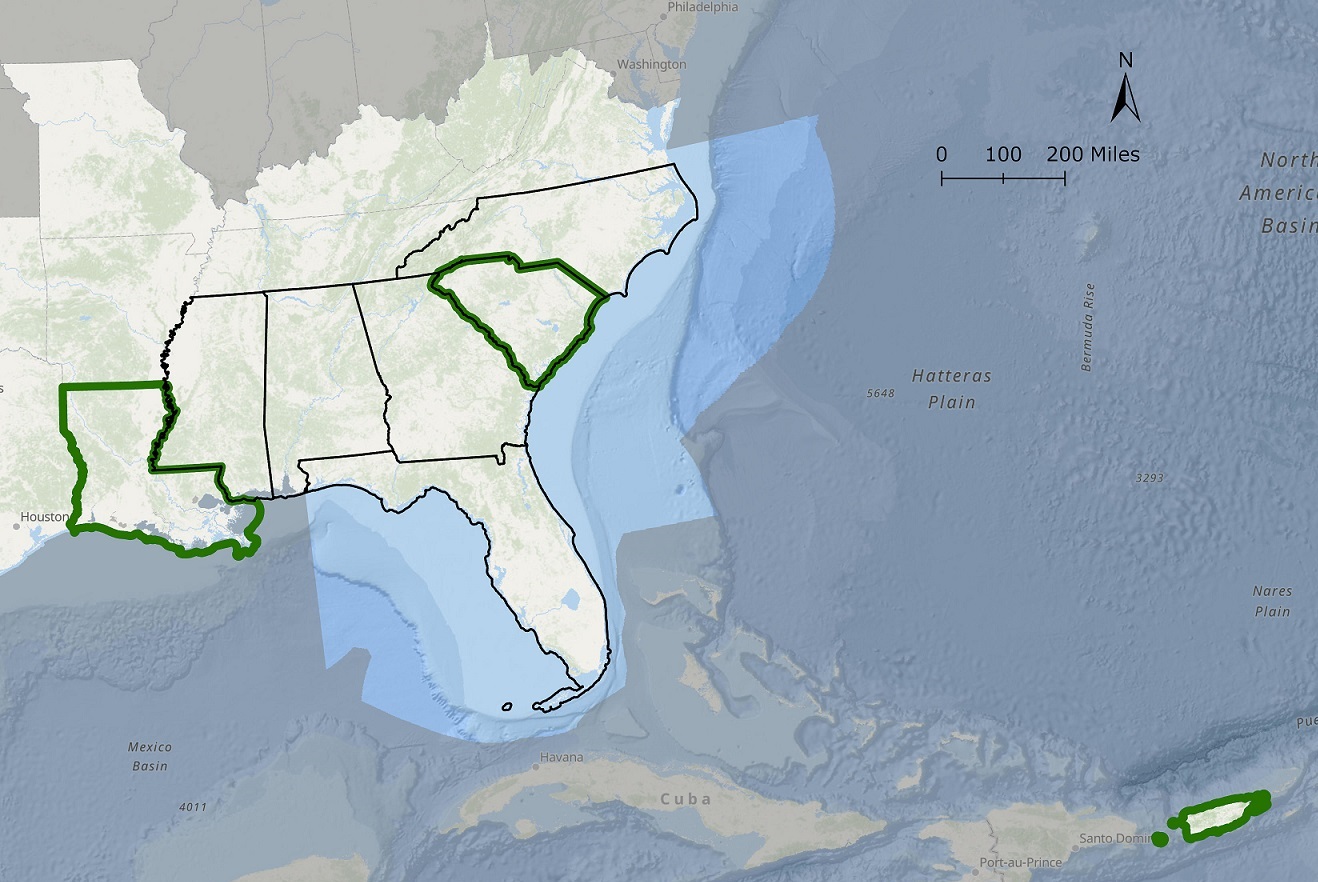 Philadelphia
Washington
N
0 100 200 Miles
North
America
Basin
Bermuda Rise
Hatteras
Plain
5648
3293
Houston
Nares
Plain
Mexico
Basin
4011
Havana
Cuba
Santo Domi
Port-au-Prince
Pue